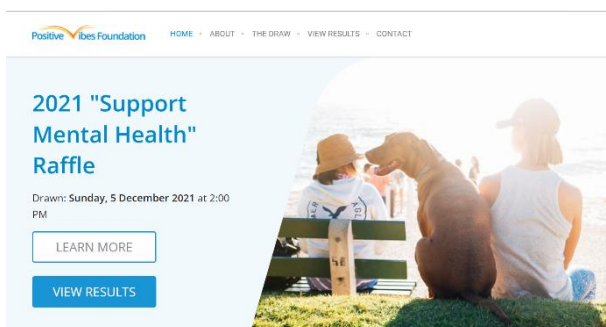 Positive Vibes Foundation
HOME - ABOUT - THE DRAW - VIEW RESULTS - CONTACT
2021 "Support
Mental Health"
Raffle
Drawn: Sunday, 5 December 2021 at 2:00
PM
LEARN MORE
VIEW RESULTS